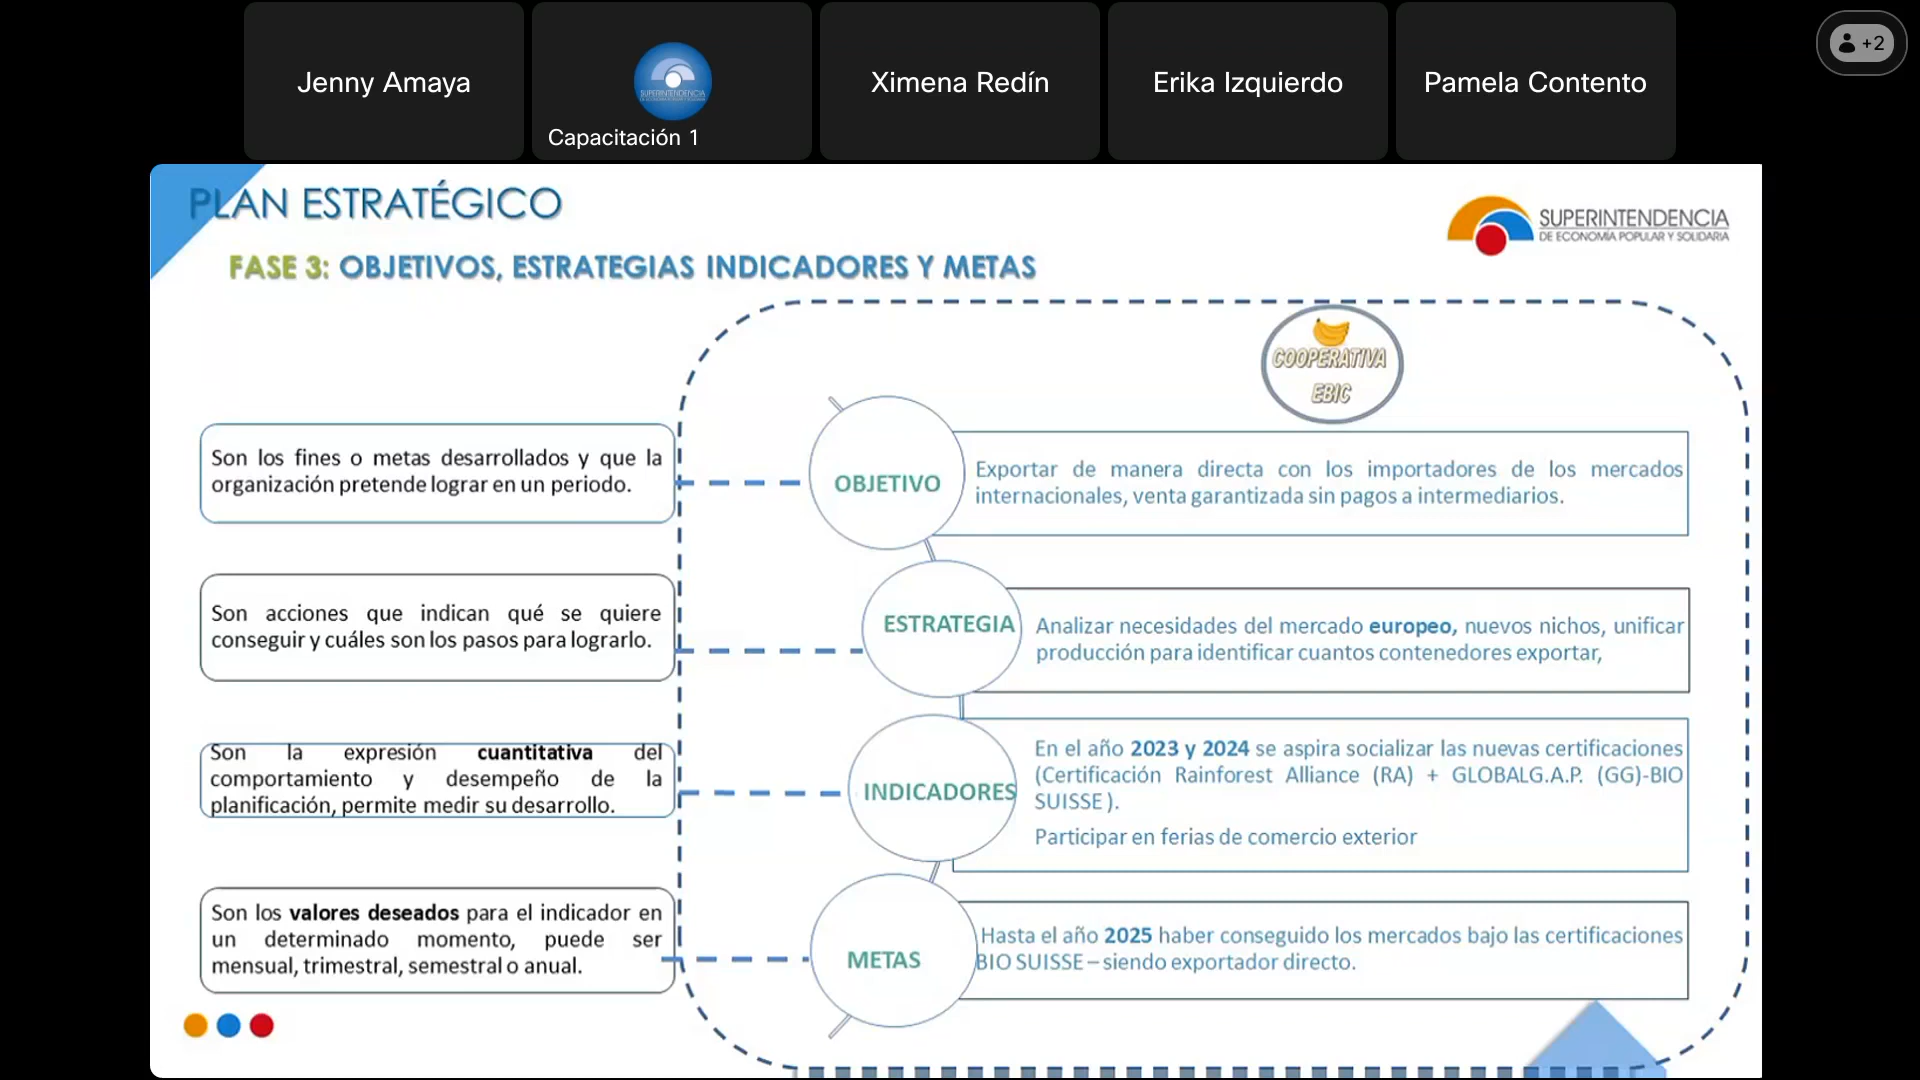 Jenny Amaya
SUPERINTENDENCIA
Capacitación 1
Ximena Redín
Erika Izquierdo
Pamela Contento
+2
PLAN ESTRATÉGICO
SUPERINTENDENCIA
DE ECONOMÍA POPULAR Y SOLIDARIA
FASE 3: OBJETIVOS, ESTRATEGIAS INDICADORES Y METAS
COOPERATIVA
EBIC
Son los fines o metas desarrollados y que la
organización pretende lograr en un periodo.
OBJETIVO
Exportar de manera directa con los importadores de los mercados
internacionales, venta garantizada sin pagos a intermediarios.
Son acciones que indican qué se quiere
conseguir y cuáles son los pasos para lograrlo.
ESTRATEGIA
Analizar necesidades del mercado europeo, nuevos nichos, unificar
producción para identificar cuantos contenedores exportar,
Son la expresión cuantitativa del
comportamiento y desempeño de la
planificación, permite medir su desarrollo.
INDICADORES
En el año 2023 y 2024 se aspira socializar las nuevas certificaciones
(Certificación Rainforest Alliance (RA) + GLOBALG.A.P. (GG)-BIO
SUISSE ).
Participar en ferias de comercio exterior
Son los valores deseados para el indicador en
un determinado momento, puede ser
mensual, trimestral, semestral o anual.
METAS
Hasta el año 2025 haber conseguido los mercados bajo las certificaciones
BIO SUISSE – siendo exportador directo.